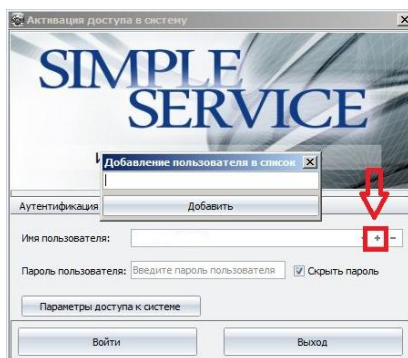 Активация доступа в систему
SIMPLE
SERVICE
И
Добавление пользователя в список
Добавить
Аутентификация
Имя пользователя:
+ -
Пароль пользователя: Введите пароль пользователя Скрыть пароль
Параметры доступа к системе
Войти Выход